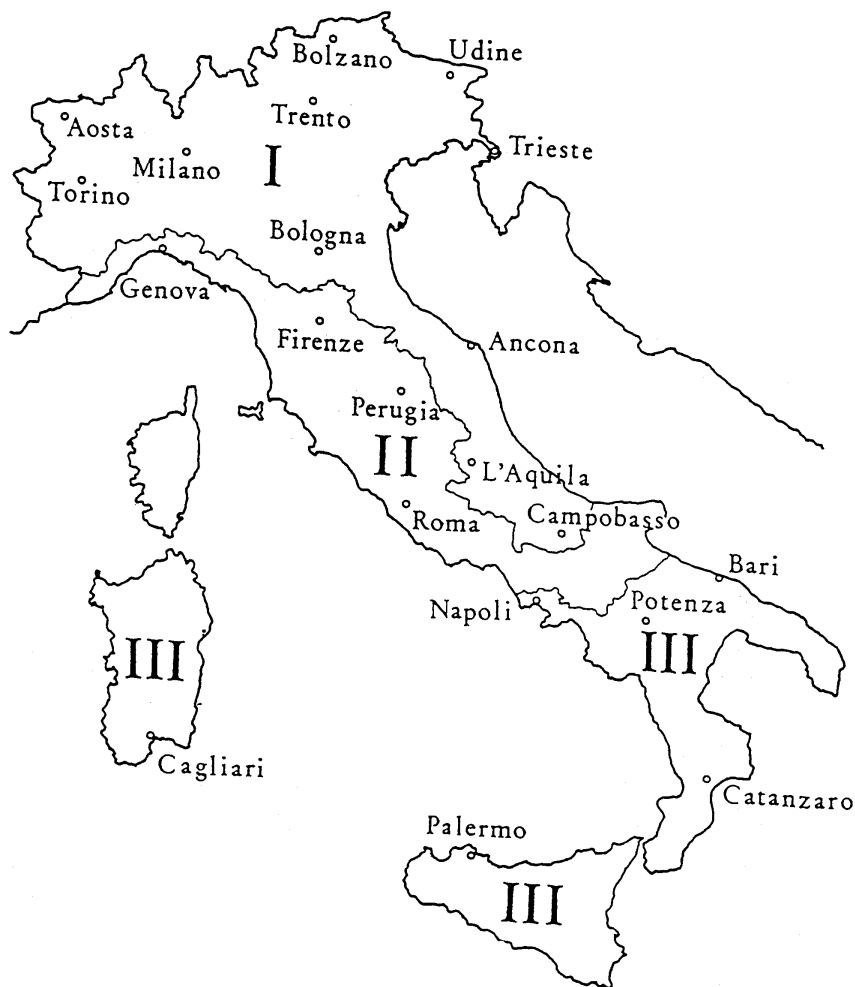 Bolzano
Udine
Trento
Aosta
Milano
I
Trieste
Torino
Bologna
Genova
Firenze
Ancona
Perugia
II
L'Aquila
Roma
Campobasso
Bari
Napoli
Potenza
III
III
Cagliari
Catanzaro
Palermo
III